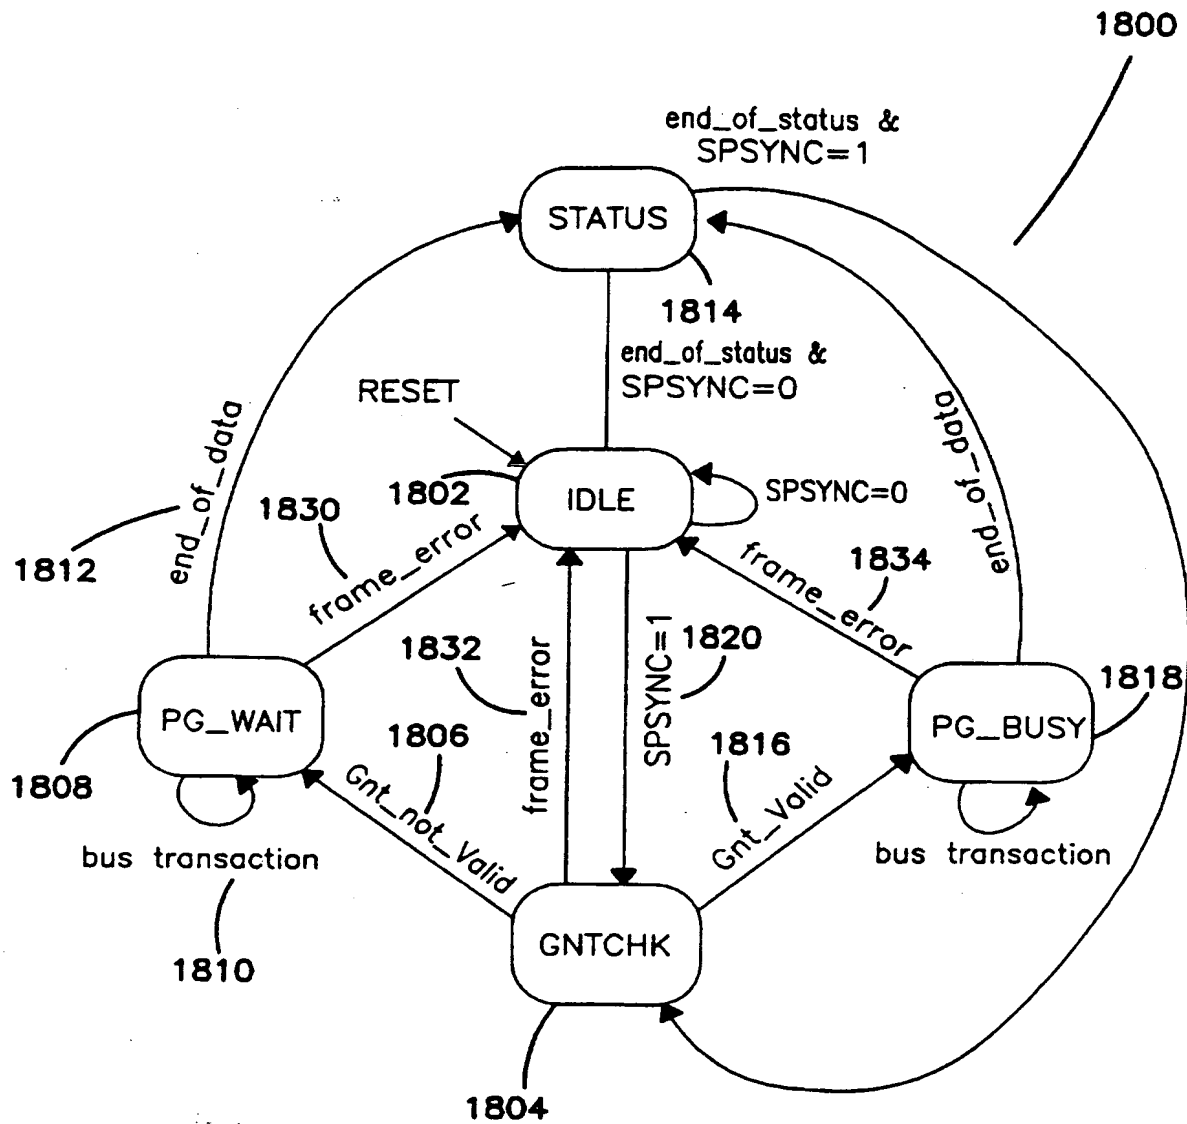 1800
end_of_status &
SPSYNC=1
STATUS
1814
end_of_status &
SPSYNC=0
RESET
end_of_data
end_of_data
1802
IDLE
SPSYNC=0
1830
frame_error
1812
frame_error
1834
1832
frame_error
SPSYNC=1
1820
1818
PG_WAIT
PG_BUSY
1806
1816
1808
Gnt_not_Valid
Gnt_Valid
bus transaction
bus transaction
1810
GNTCHK
1804